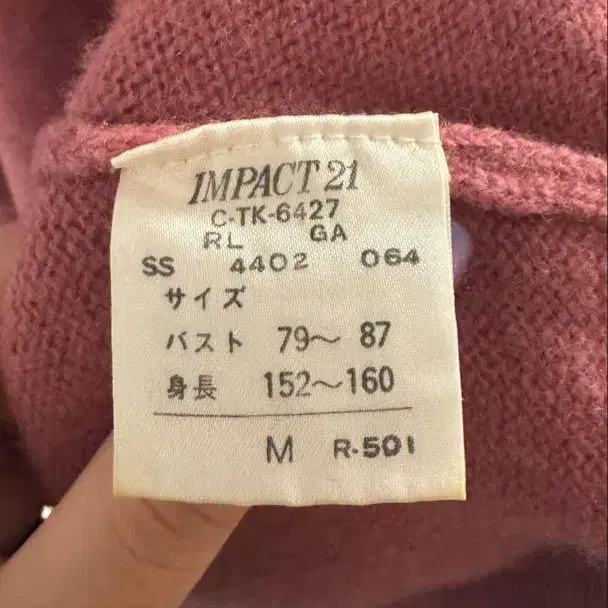 IMPACT 21
C-TK-6427
RL GA
SS 4402 064
サイズ
バスト 79～87
身長 152～160
M R-501